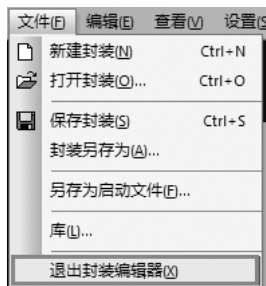 文件(F) 编辑(E) 查看(V) 设置(S
新建封装(N) Ctrl+N
打开封装(O)... Ctrl+O
保存封装(S) Ctrl+S
封装另存为(A)...
另存为启动文件(F)...
库(L)...
退出封装编辑器(X)